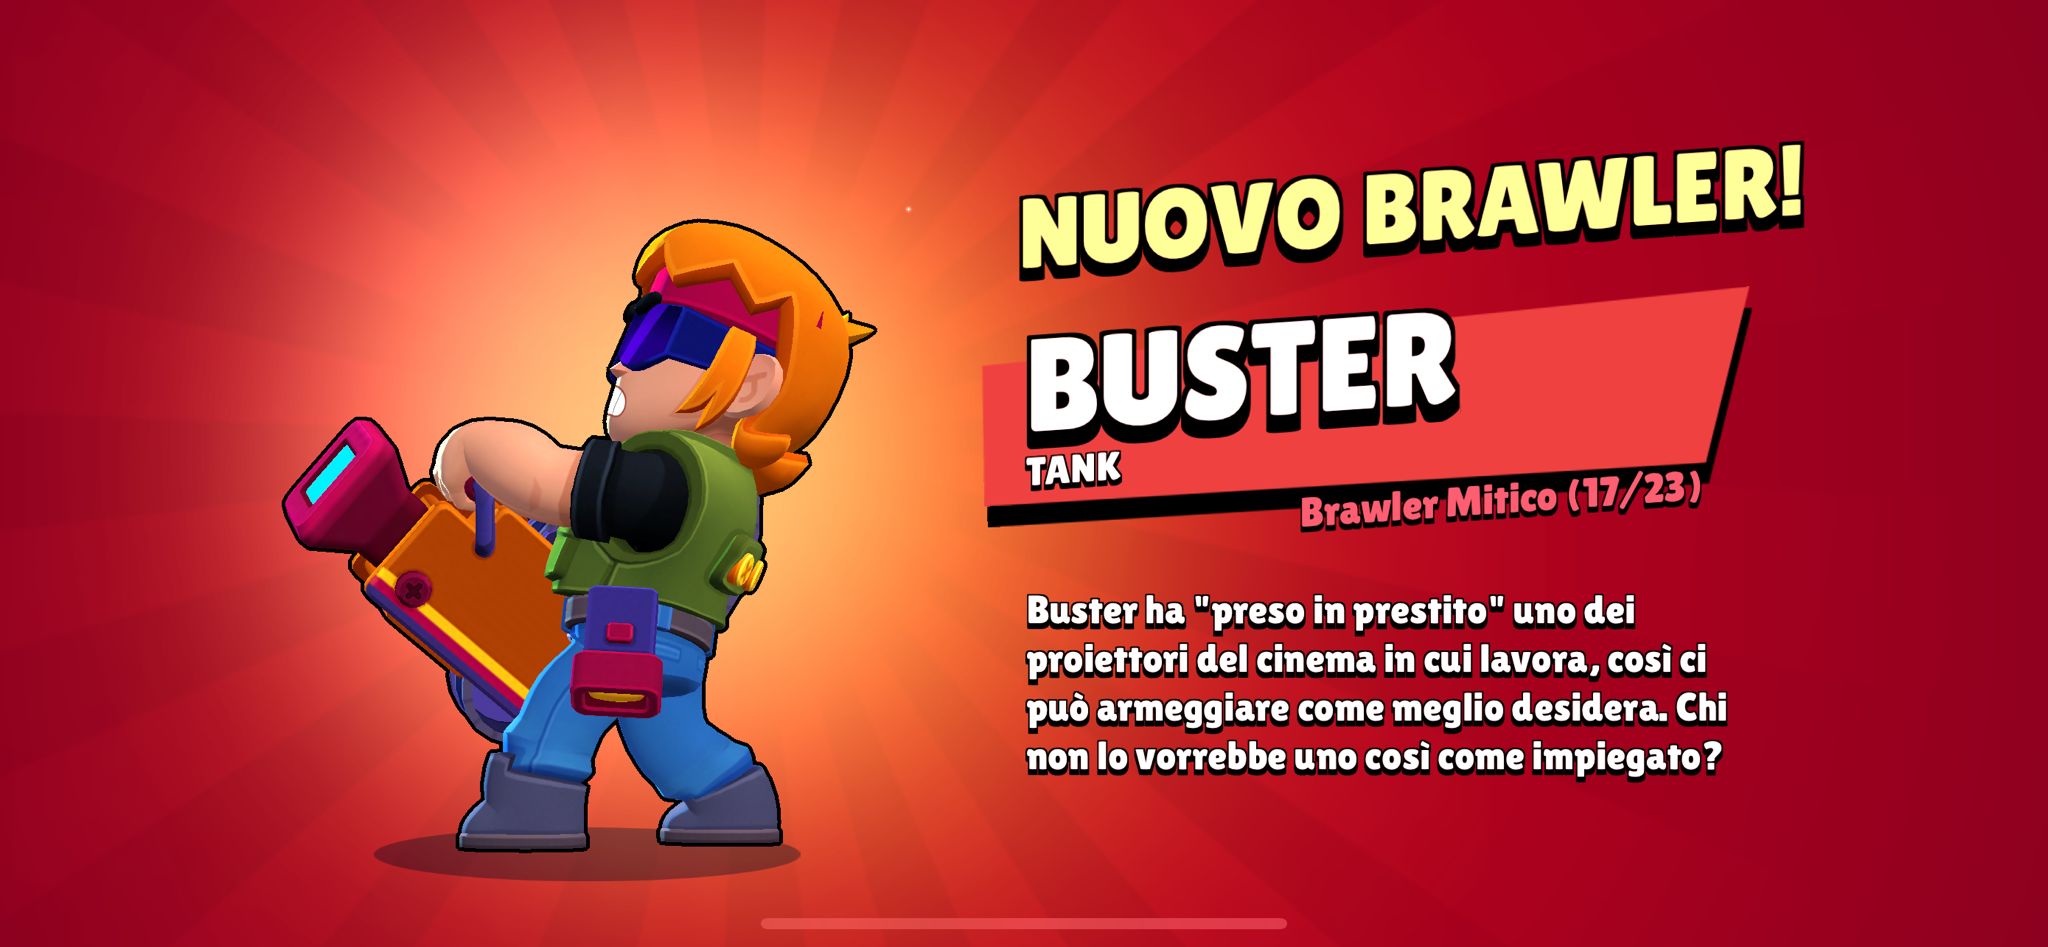 NUOVO BRAWLER!
BUSTER
TANK
Brawler Mitico (17/23)
Buster ha "preso in prestito" uno dei
proiettori del cinema in cui lavora, così ci
può armeggiare come meglio desidera. Chi
non lo vorrebbe uno così come impiegato?